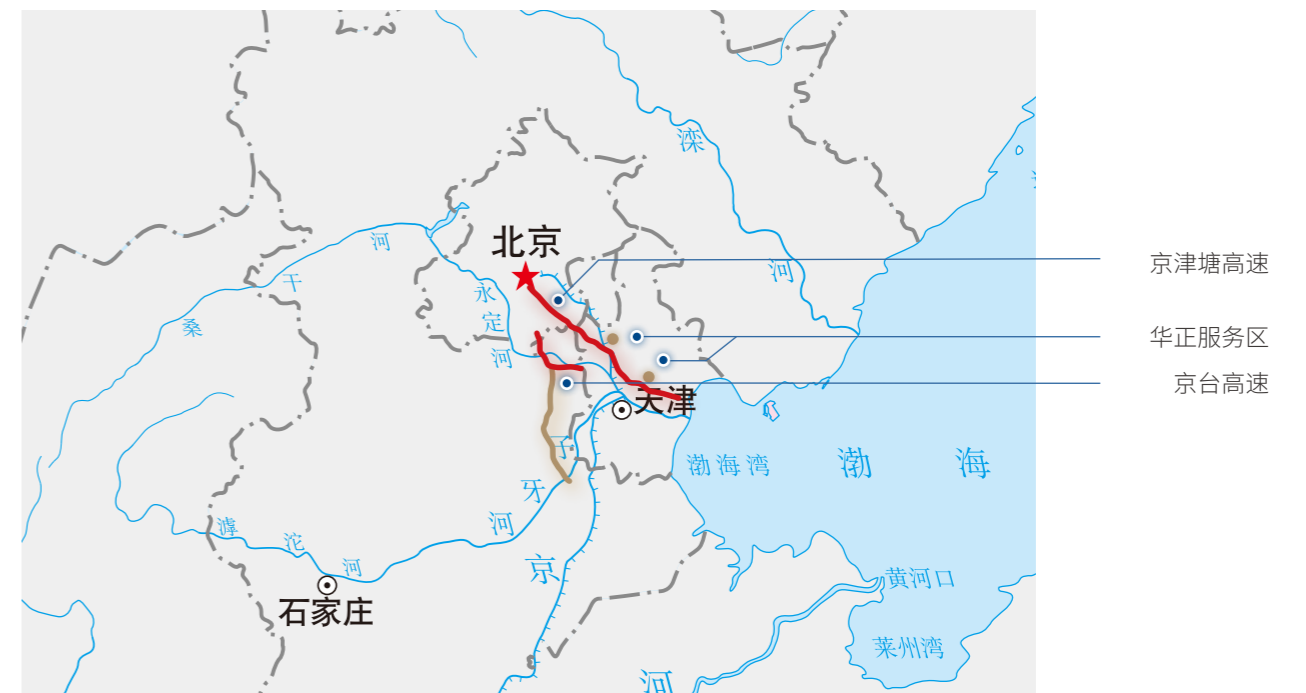 滦
河
北京
京津塘高速
河
干
桑
永
定
河
华正服务区
京台高速
天津
子
牙
河
渤海湾
渤海
京
滹
沱
河
石家庄
黄河口
莱州湾
河